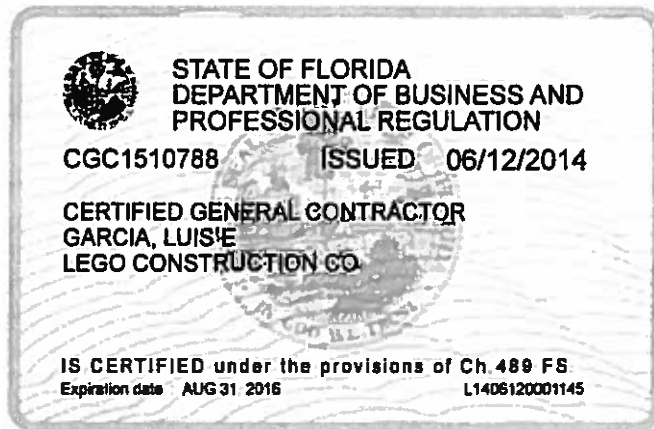 STATE OF FLORIDA
DEPARTMENT OF BUSINESS AND
PROFESSIONAL REGULATION
CGC1510788 ISSUED 06/12/2014
CERTIFIED GENERAL CONTRACTOR
GARCIA, LUIS E
LEGO CONSTRUCTION CO
IS CERTIFIED under the provisions of Ch.489 FS.
Expiration date AUG 31, 2016 L1406120001145